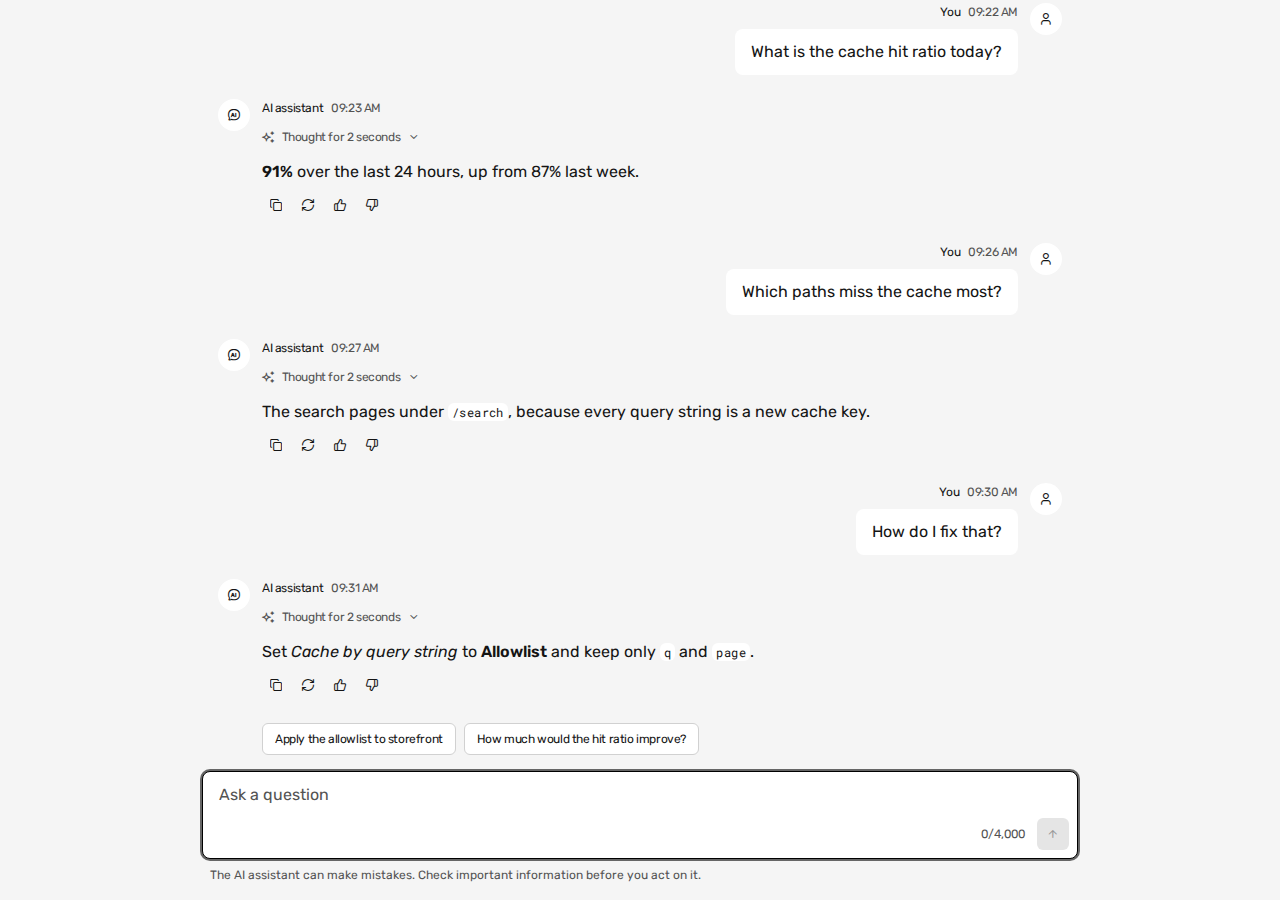 You 09:22 AM
What is the cache hit ratio today?
AI
AI assistant 09:23 AM
Thought for 2 seconds
91% over the last 24 hours, up from 87% last week.
You 09:26 AM
Which paths miss the cache most?
AI
AI assistant 09:27 AM
Thought for 2 seconds
The search pages under /search, because every query string is a new cache key.
You 09:30 AM
How do I fix that?
AI
AI assistant 09:31 AM
Thought for 2 seconds
Set Cache by query string to Allowlist and keep only q and page.
Apply the allowlist to storefront
How much would the hit ratio improve?
Ask a question
0/4,000
The AI assistant can make mistakes. Check important information before you act on it.